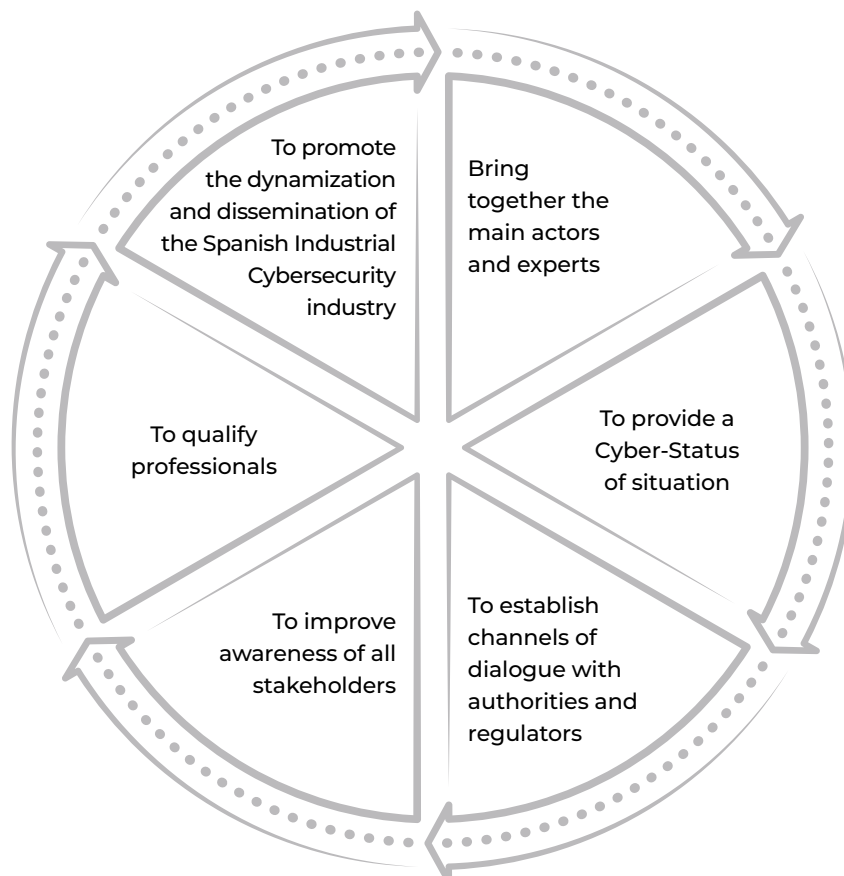 To promote
the dynamization
and dissemination of
the Spanish Industrial
Cybersecurity
industry
Bring
together the
main actors
and experts
To provide a
Cyber-Status
of situation
To establish
channels of
dialogue with
authorities and
regulators
To improve
awareness of all
stakeholders
To qualify
professionals